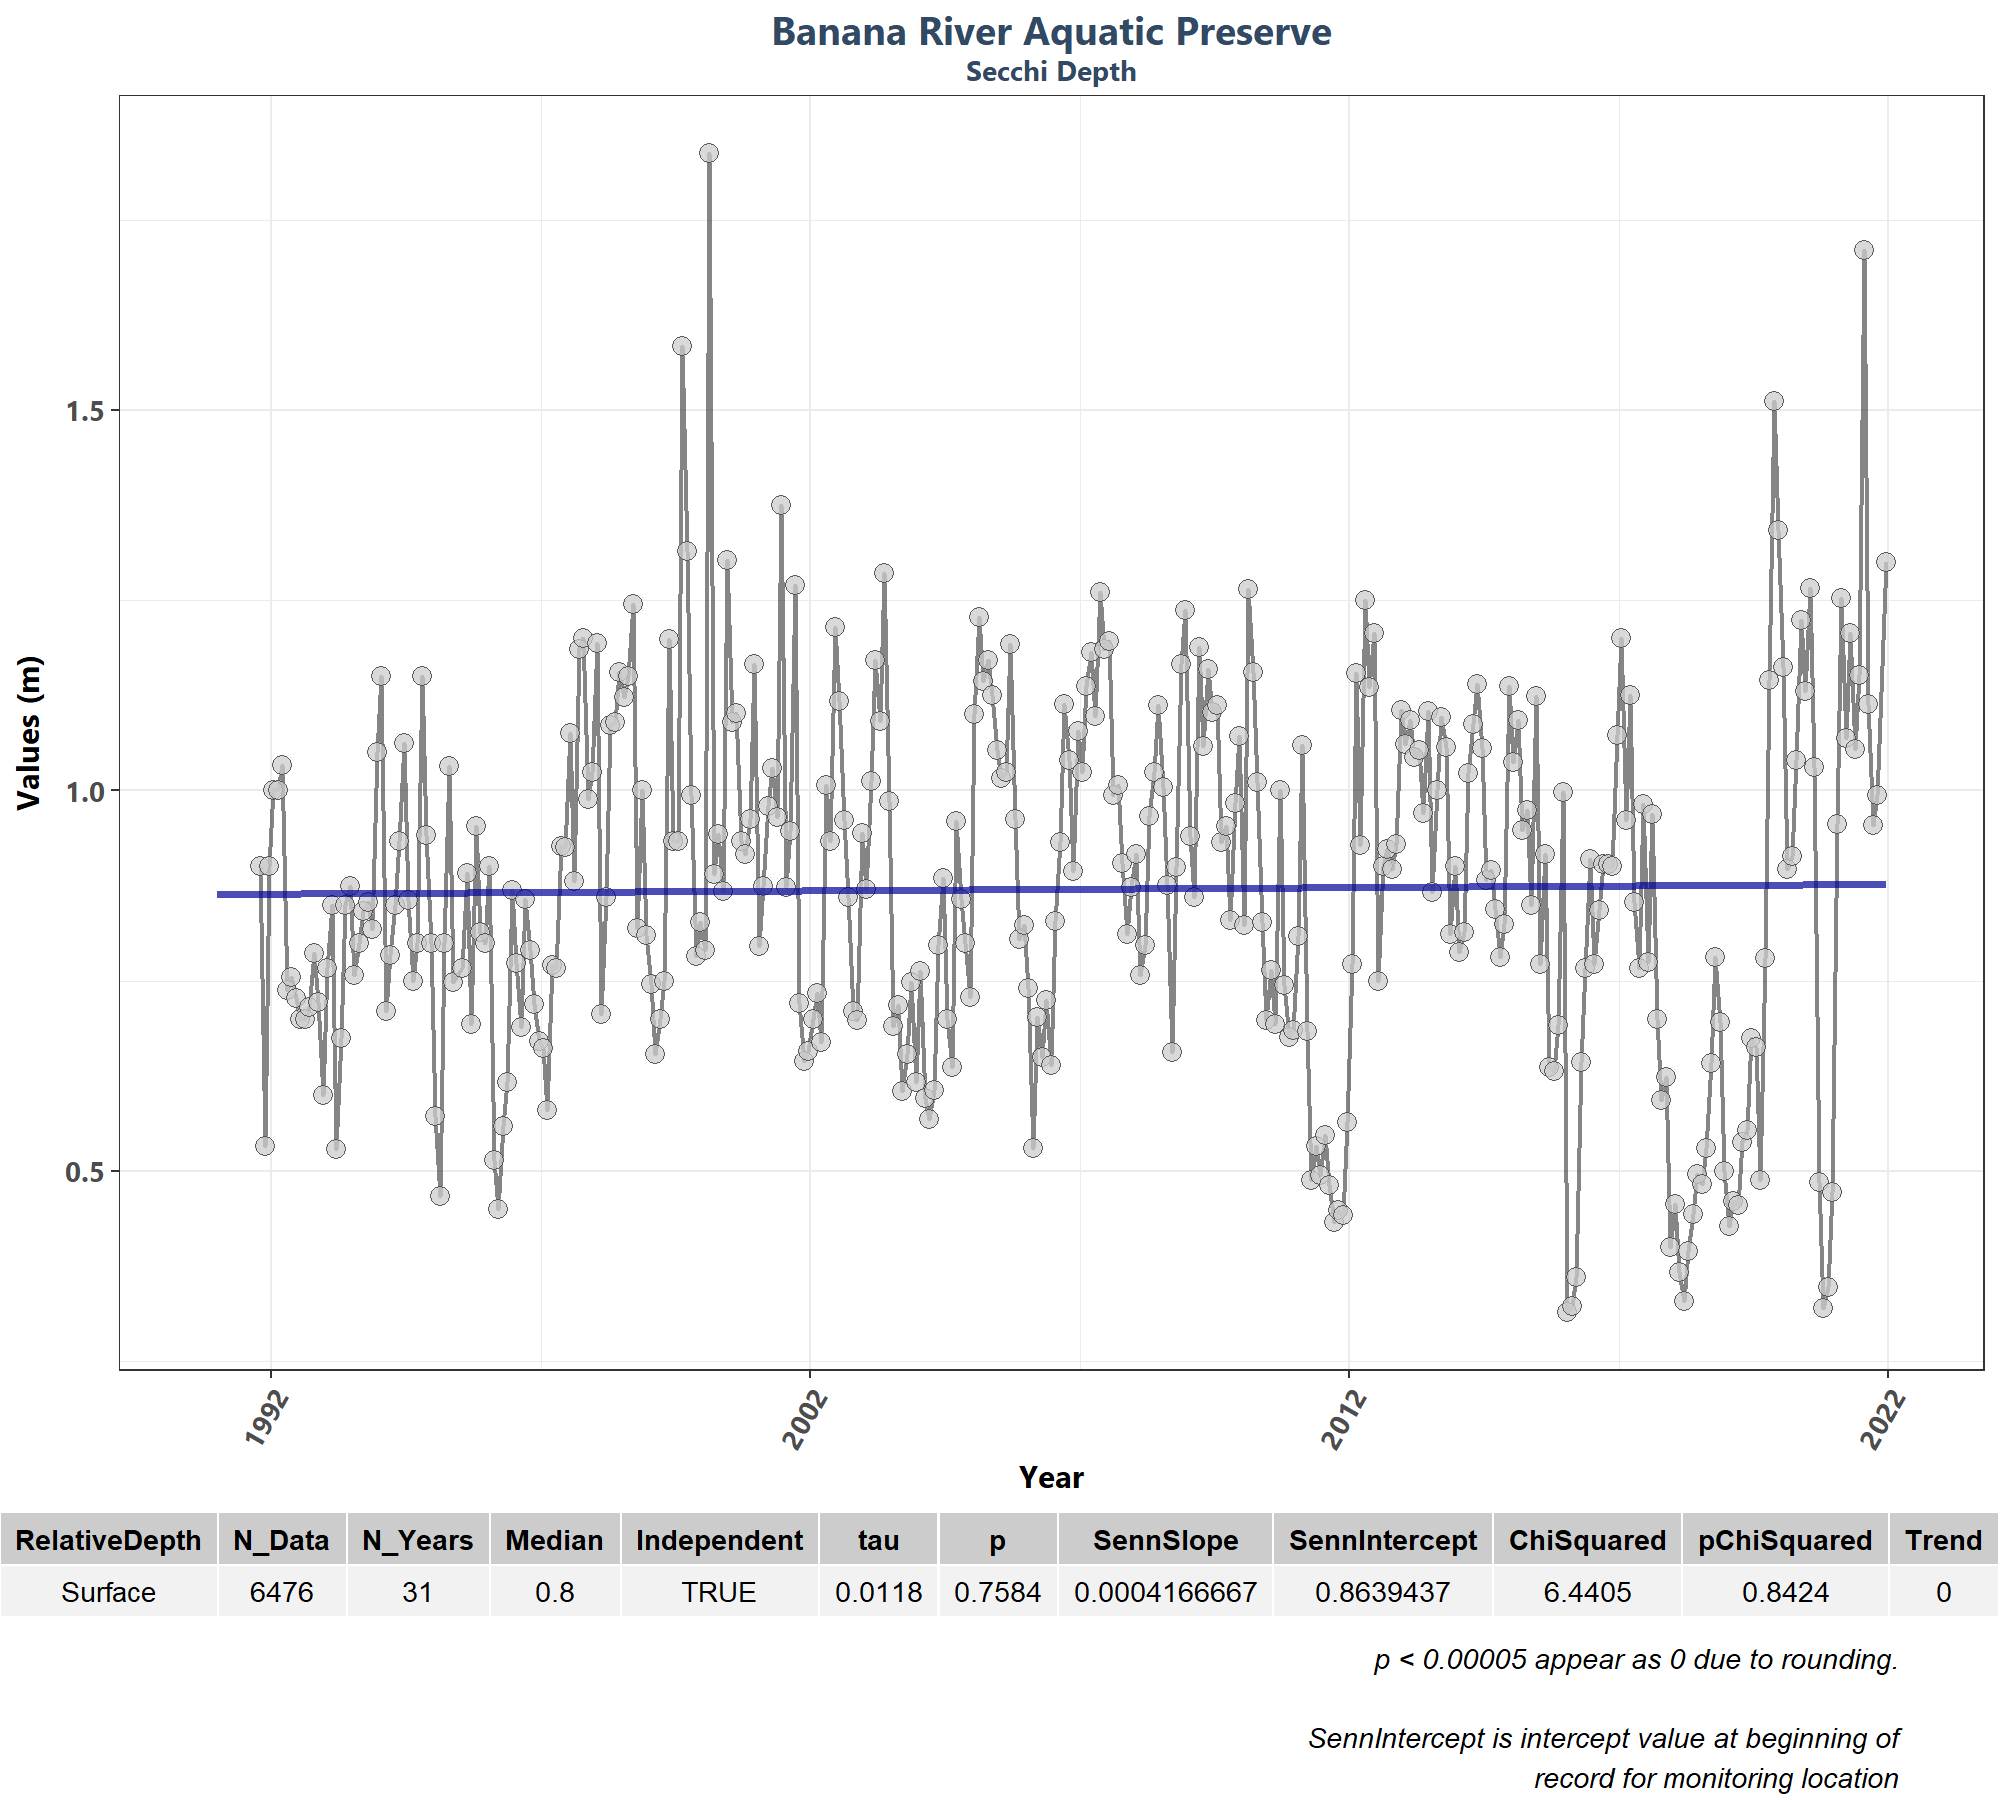 Banana River Aquatic Preserve
Secchi Depth
Values (m)
1.5
1.0
0.5
1992 2002 2012 2022
Year
RelativeDepth N_Data N_Years Median Independent tau p SennSlope SennIntercept ChiSquared pChiSquared Trend
Surface 6476 31 0.8 TRUE 0.0118 0.7584 0.0004166667 0.8639437 6.4405 0.8424 0
p < 0.00005 appear as 0 due to rounding.
SennIntercept is intercept value at beginning of
record for monitoring location